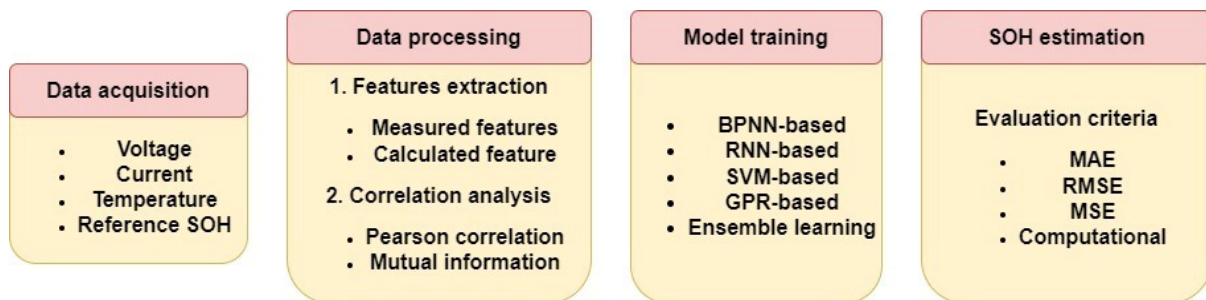 Data acquisition
• Voltage
• Current
• Temperature
• Reference SOH
Data processing
1. Features extraction
• Measured features
• Calculated feature
2. Correlation analysis
• Pearson correlation
• Mutual information
Model training
• BPNN-based
• RNN-based
• SVM-based
• GPR-based
• Ensemble learning
SOH estimation
Evaluation criteria
• MAE
• RMSE
• MSE
• Computational